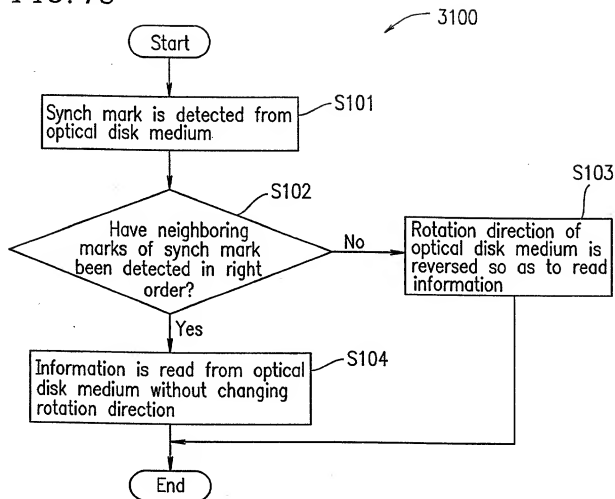 3100
Start
Synch mark is detected from
optical disk medium
S101
S102
Have neighboring
marks of synch mark
been detected in right
order?
No
S103
Rotation direction of
optical disk medium is
reversed so as to read
information
Yes
S104
Information is read from optical
disk medium without changing
rotation direction
End